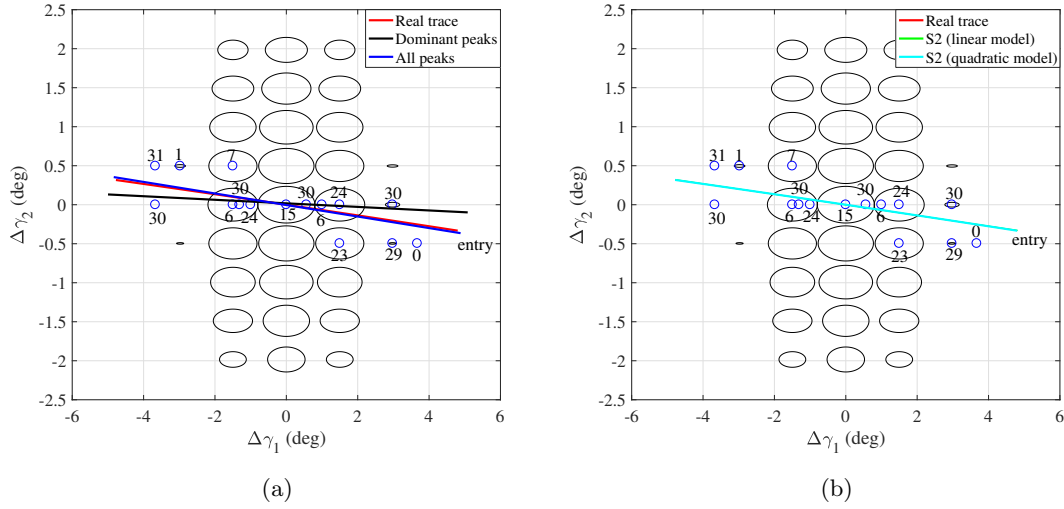 2.5
2
1.5
1
0.5
0
-0.5
-1
-1.5
-2
2.5
-6
-4
-2
0
2
4
6
Δγ2 (deg)
Δγ1 (deg)
Real trace
Dominant peaks
All peaks
31 1 7
30 30 24 30
30 6 24 15 6
entry
23 29 0
(a)
2.5
2
1.5
1
0.5
0
-0.5
-1
-1.5
-2
2.5
-6
-4
-2
0
2
4
6
Δγ2 (deg)
Δγ1 (deg)
Real trace
S2 (linear model)
S2 (quadratic model)
31 1 7
30 30 24 30
30 6 24 15 6
0
entry
23 29
(b)